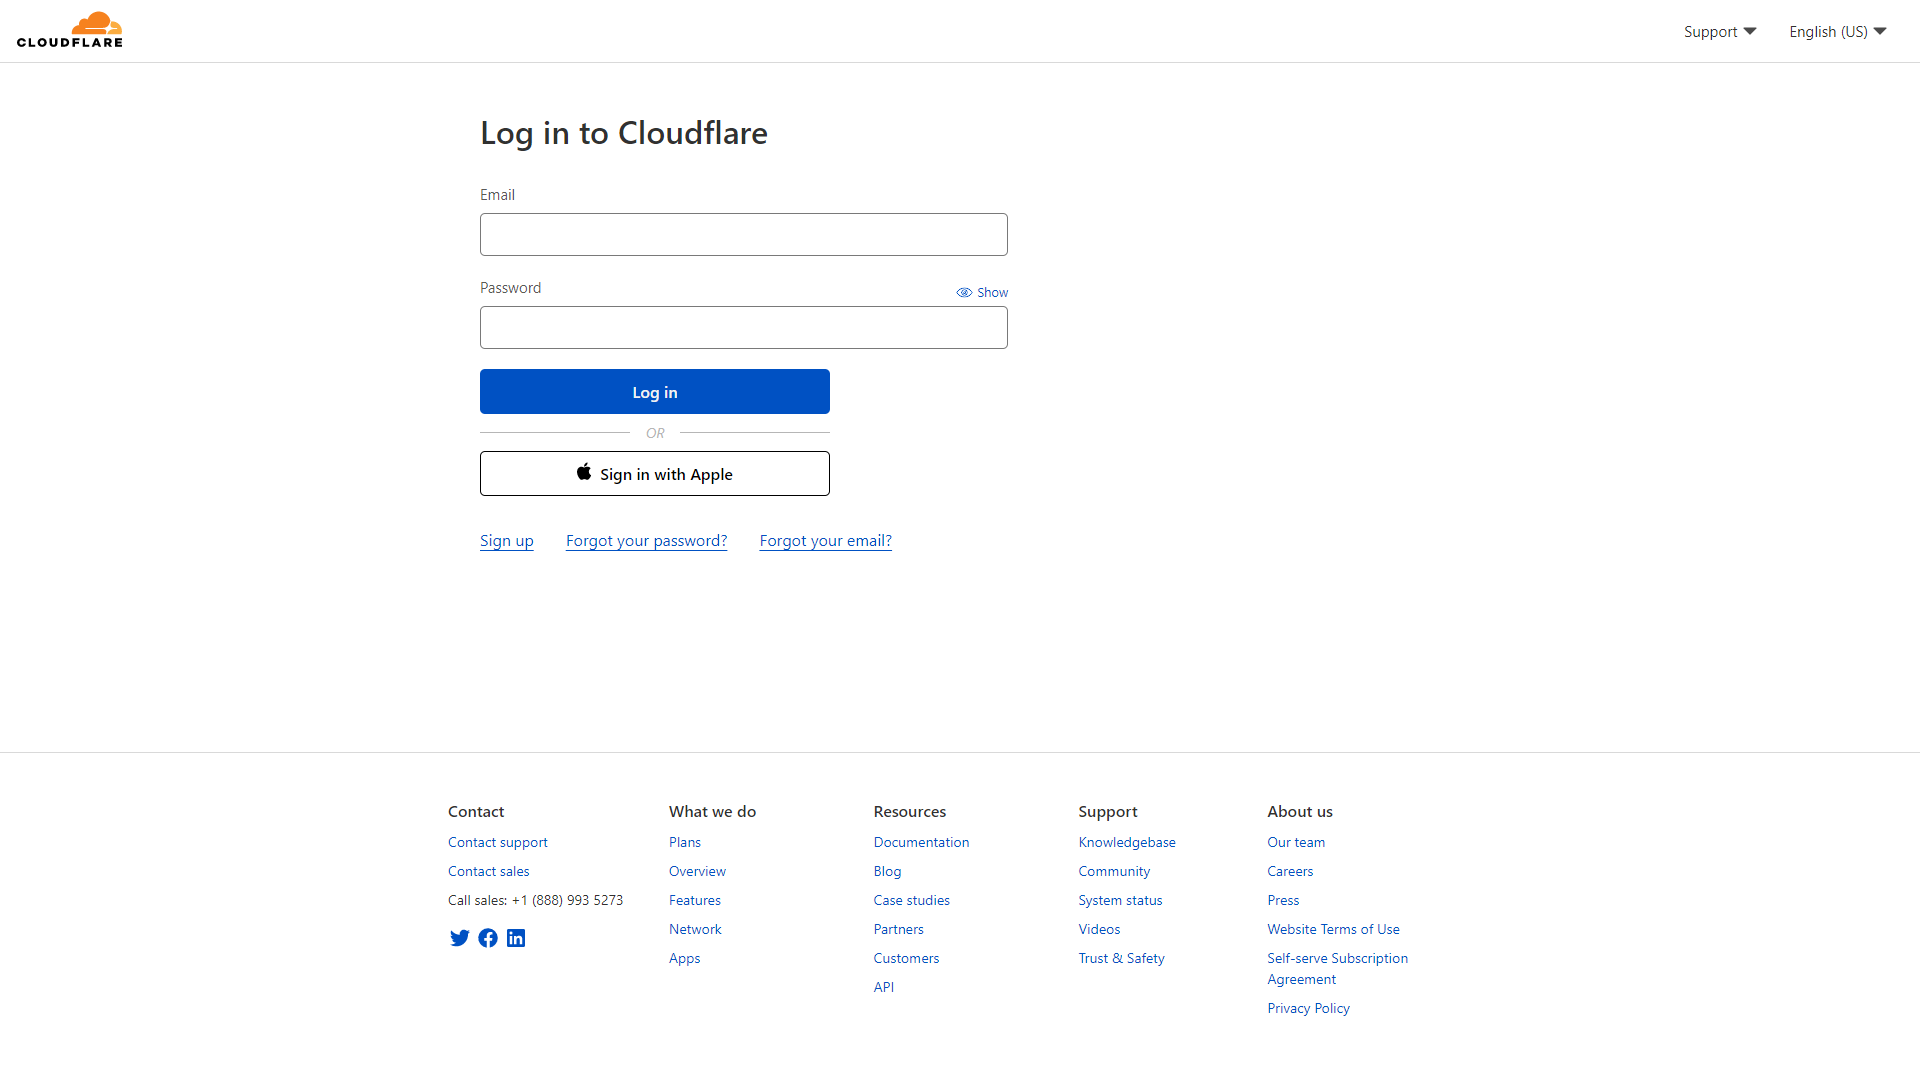 CLOUDFLARE
Support
English (US)
Log in to Cloudflare
Email
Password
Show
Log in
OR
Sign in with Apple
Sign up
Forgot your password?
Forgot your email?
Contact
Contact support
Contact sales
Call sales: +1 (888) 993 5273
What we do
Plans
Overview
Features
Network
Apps
Resources
Documentation
Blog
Case studies
Partners
Customers
API
Support
Knowledgebase
Community
System status
Videos
Trust & Safety
About us
Our team
Careers
Press
Website Terms of Use
Self-serve Subscription
Agreement
Privacy Policy